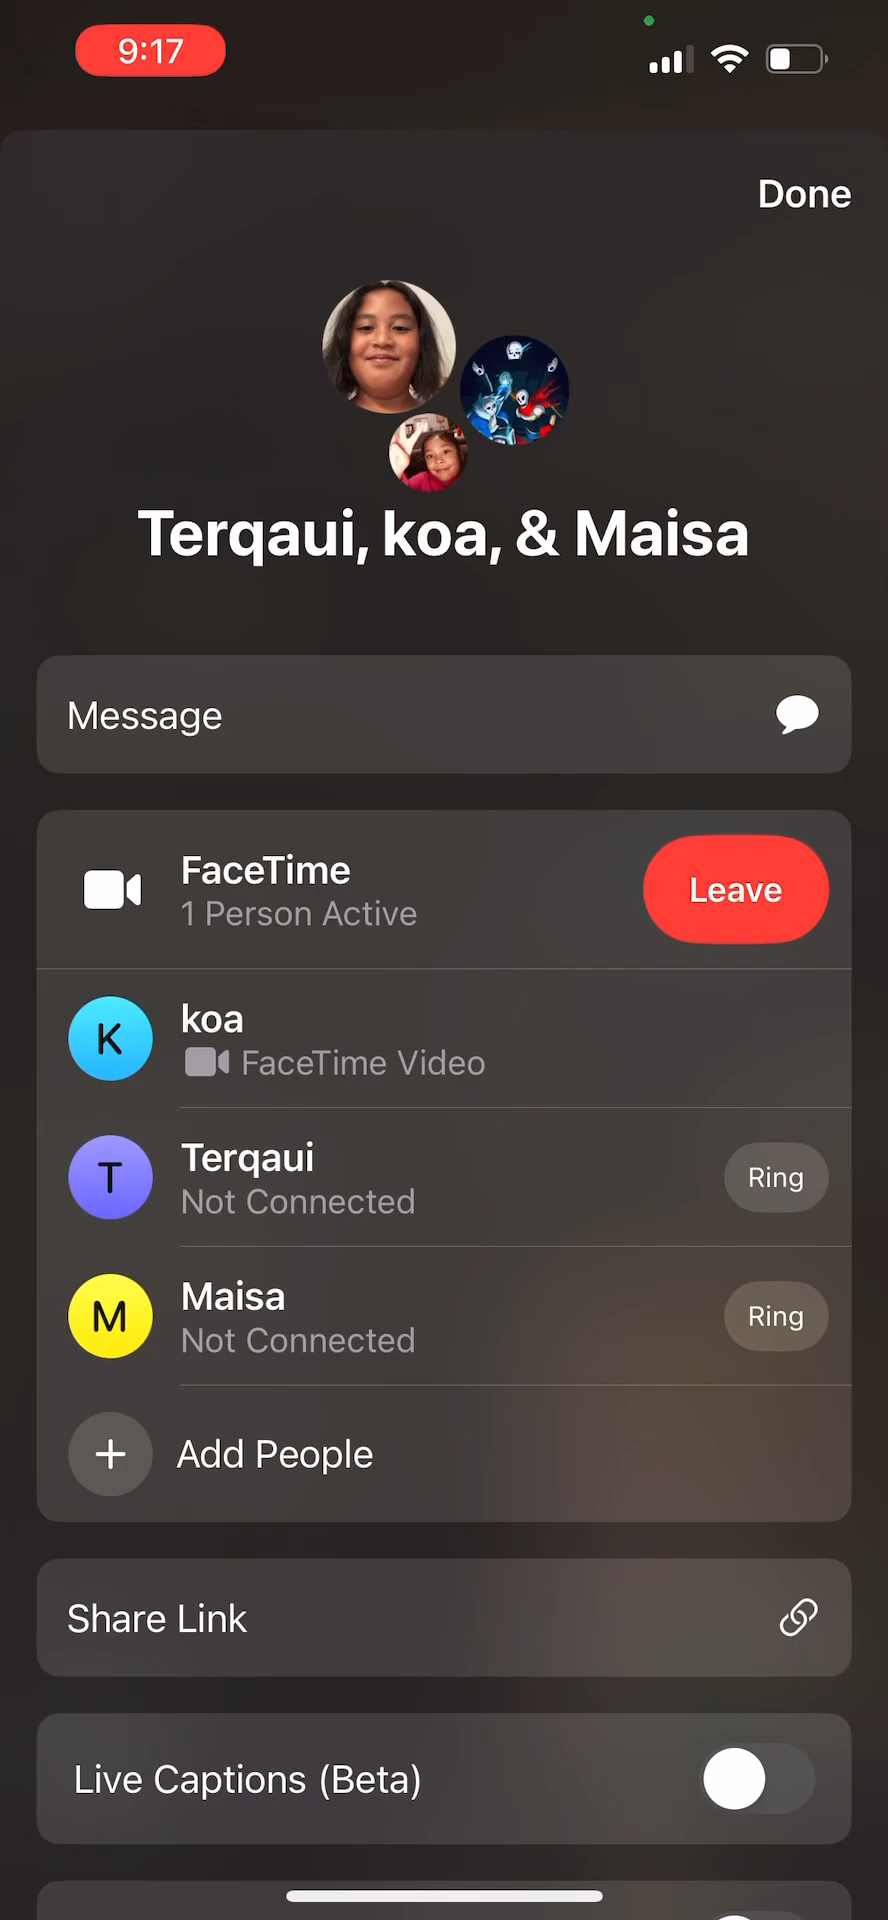 9:17
Done
Terqaui, koa, & Maisa
Message
FaceTime
1 Person Active
Leave
K
koa
FaceTime Video
T
Terqaui
Not Connected
Ring
M
Maisa
Not Connected
Ring
Add People
Share Link
Live Captions (Beta)